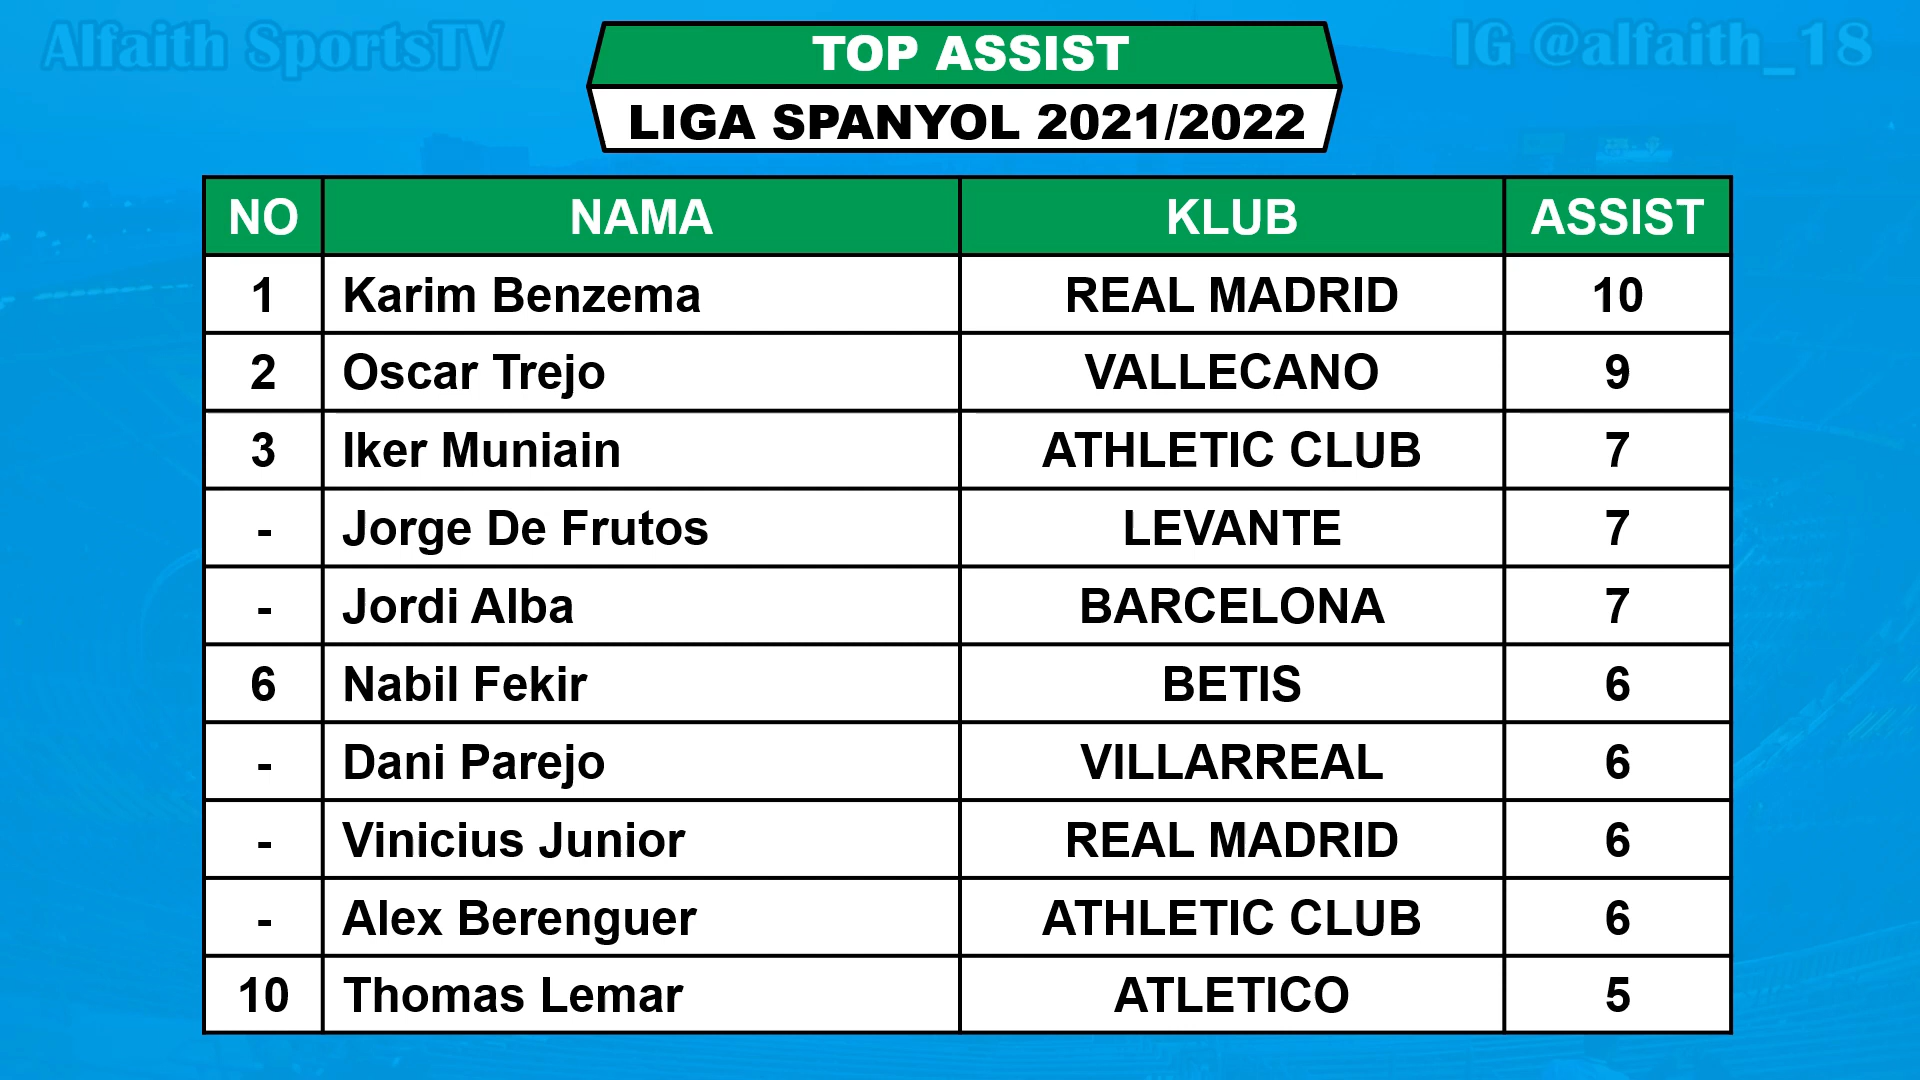 Alfaith SportsTV
IG @alfaith_18
TOP ASSIST
LIGA SPANYOL 2021/2022
NO NAMA KLUB ASSIST
1 Karim Benzema REAL MADRID 10
2 Oscar Trejo VALLECANO 9
3 Iker Muniain ATHLETIC CLUB 7
- Jorge De Frutos LEVANTE 7
- Jordi Alba BARCELONA 7
6 Nabil Fekir BETIS 6
- Dani Parejo VILLARREAL 6
- Vinicius Junior REAL MADRID 6
- Alex Berenguer ATHLETIC CLUB 6
10 Thomas Lemar ATLETICO 5